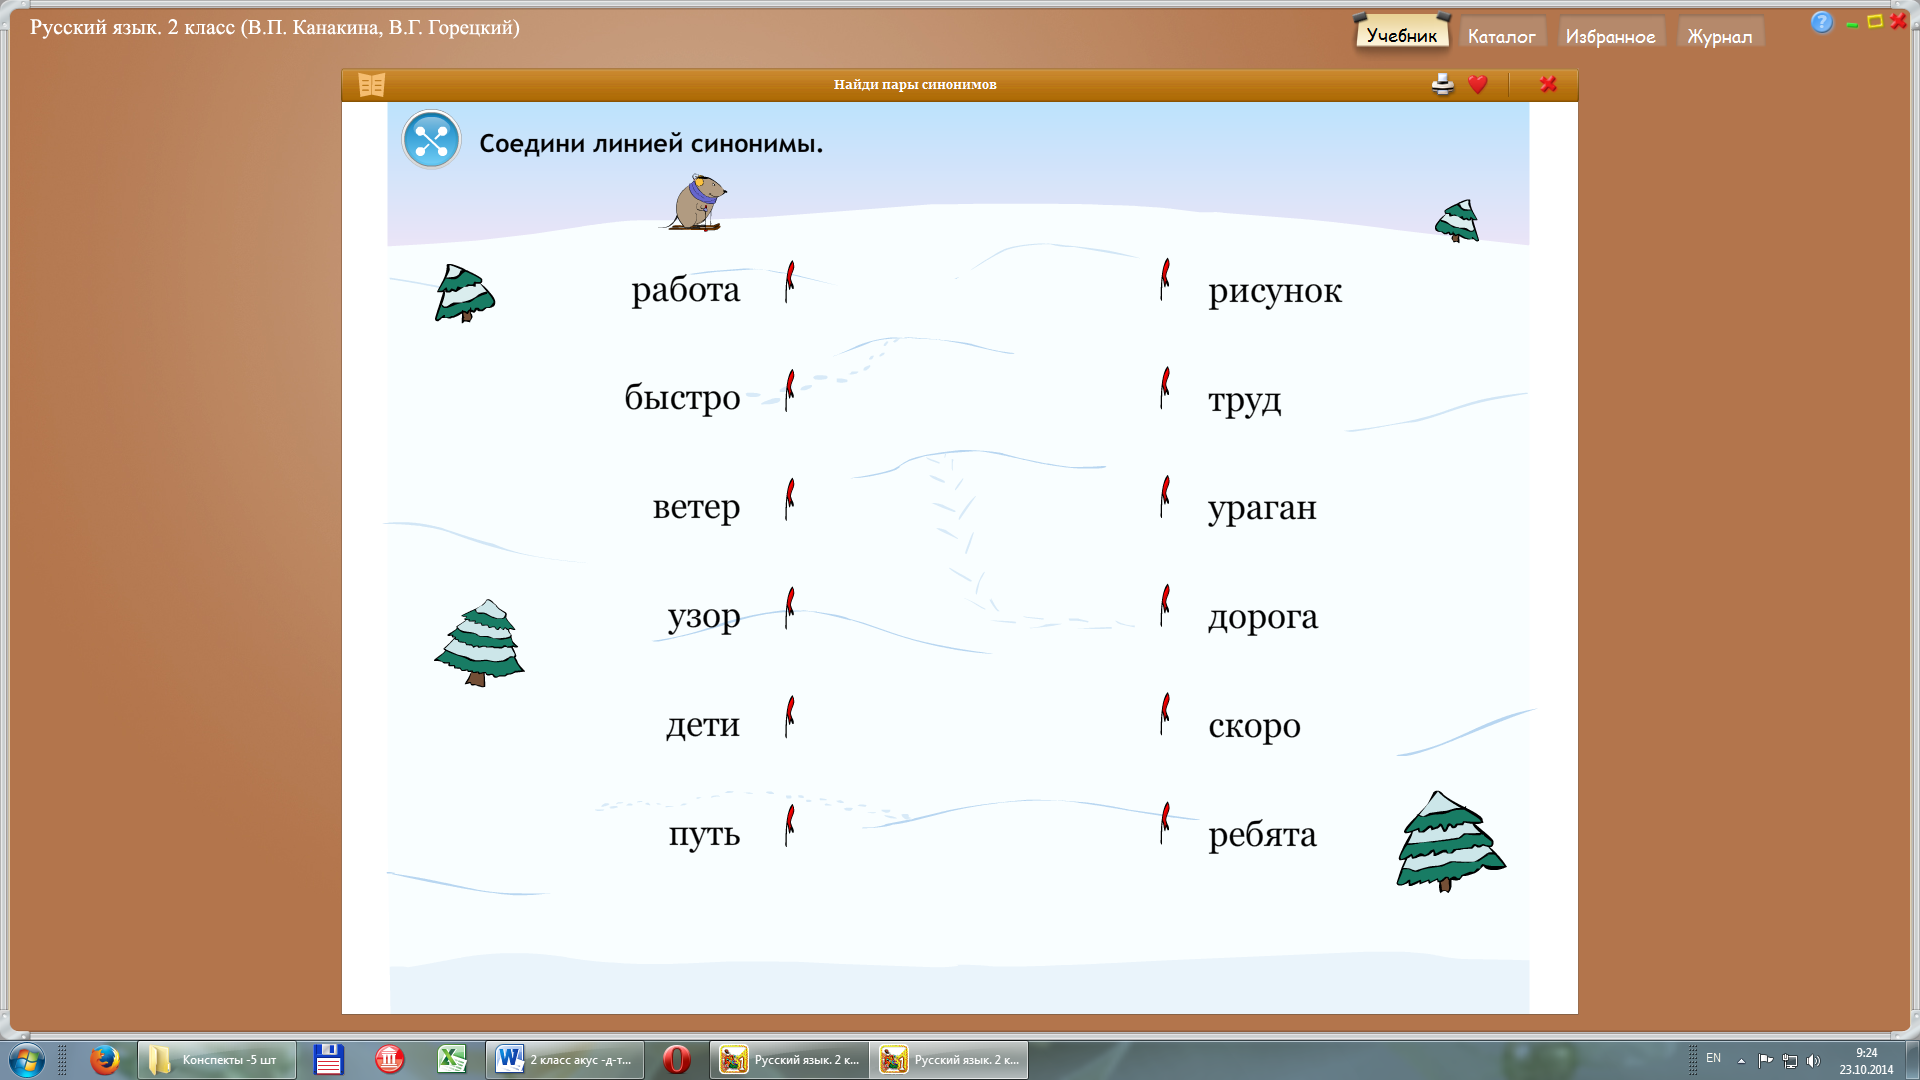 Русский язык. 2 класс (В.П. Канакина, В.Г. Горецкий)
Учебник Каталог Избранное Журнал
?
Найди пары синонимов
Соедини линией синонимы.
работа рисунок
быстро труд
ветер ураган
узор дорога
дети скоро
путь ребята
Конспекты -5 шт 2 класс акус -д-т... Русский язык. 2 к... Русский язык. 2 к... EN 9:24
23.10.2014